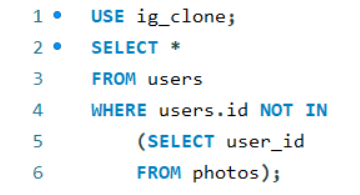 1 USE ig_clone;
2 SELECT *
3 FROM users
4 WHERE users.id NOT IN
5 (SELECT user_id
6 FROM photos);